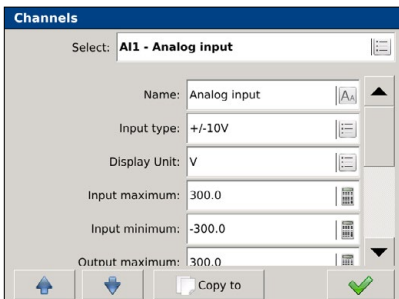 Channels
Select: AI1 - Analog input
Name: Analog input
Input type: +/-10V
Display Unit: V
Input maximum: 300.0
Input minimum: -300.0
Output maximum: 300.0
Copy to